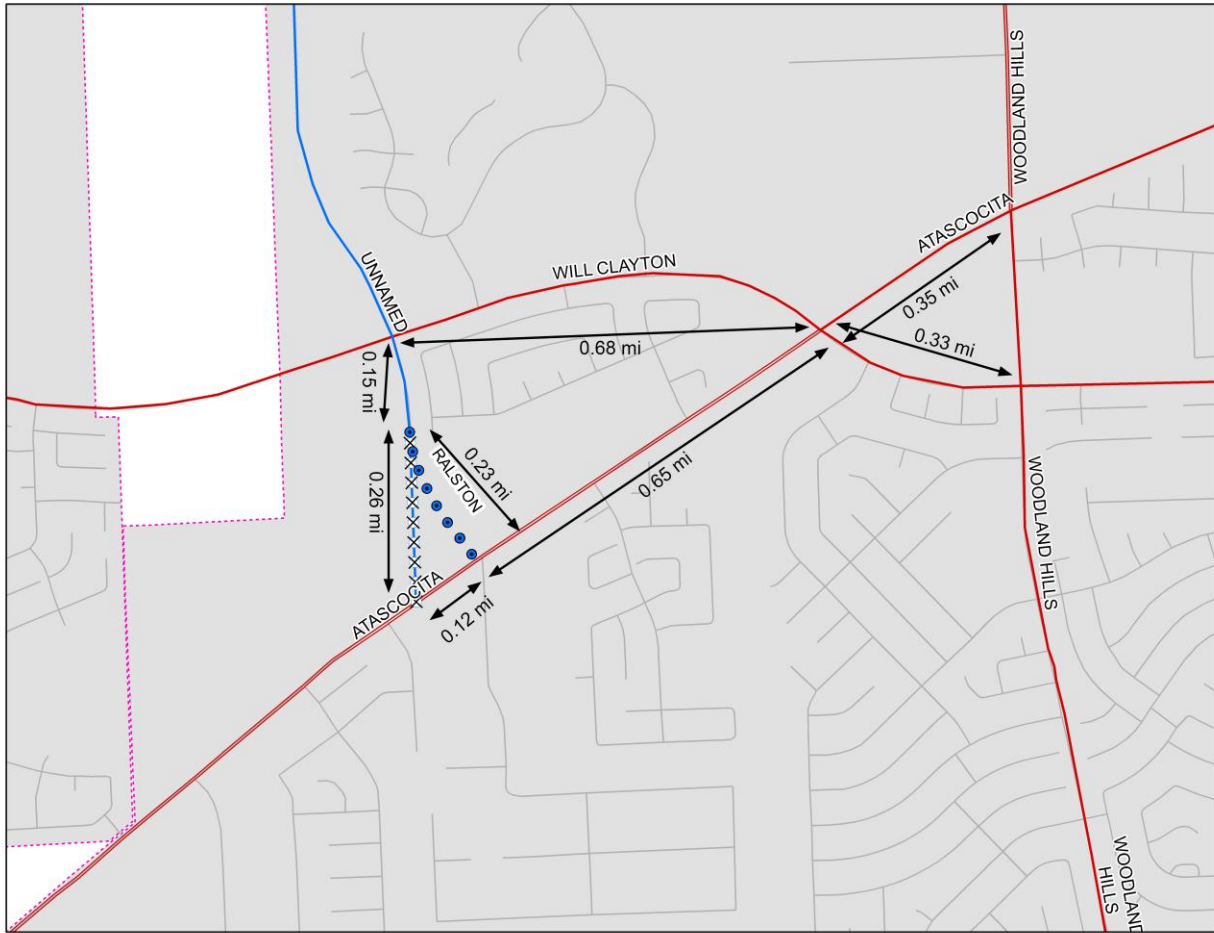 WOODLAND HILLS
ATASCOCITA
UNNAMED
WILL CLAYTON
0.35 mi
0.33 mi
0.68 mi
0.15 mi
0.23 mi
RALSTON
0.65 mi
0.26 mi
WOODLAND HILLS
ATASCOCITA
0.12 mi
WOODLAND
HILLS